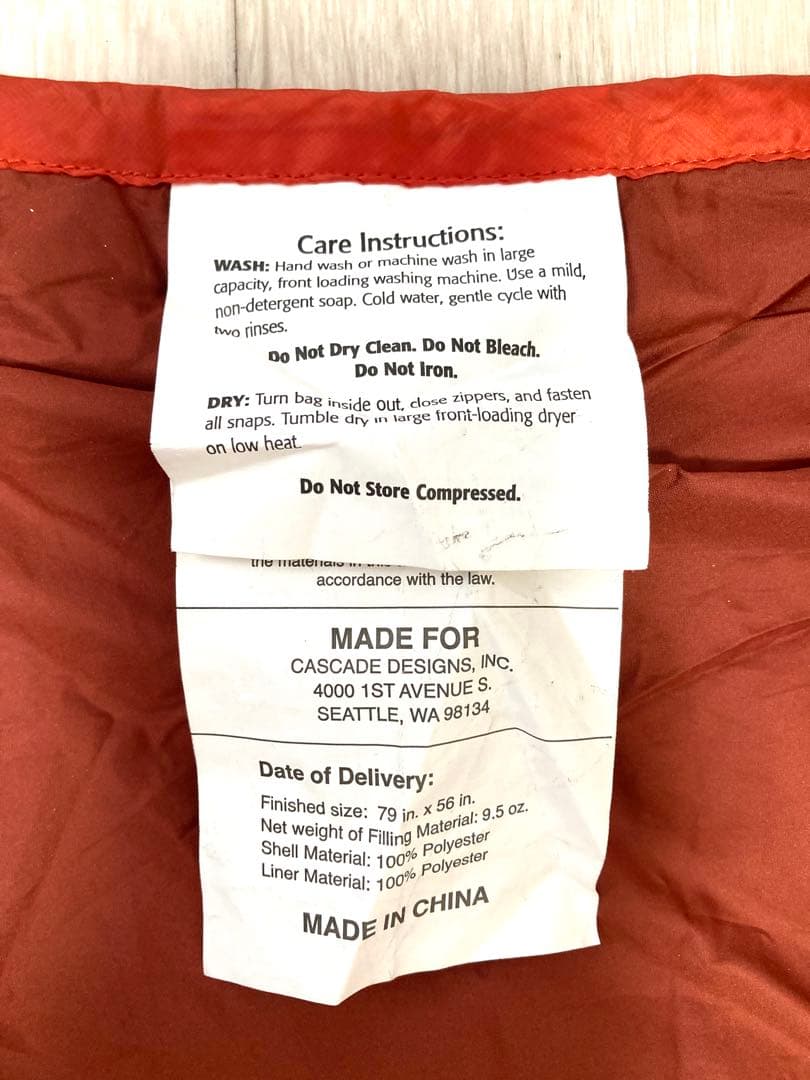 Care Instructions:
WASH: Hand wash or machine wash in large
capacity, front loading washing machine. Use a mild,
non-detergent soap. Cold water, gentle cycle with
two rinses.
Do Not Dry Clean. Do Not Bleach.
Do Not Iron.
DRY: Turn bag inside out, close zippers, and fasten
all snaps. Tumble dry in large front-loading dryer
on low heat.
Do Not Store Compressed.
the materials in
accordance with the law.
MADE FOR
CASCADE DESIGNS, INC.
4000 1ST AVENUE S.
SEATTLE, WA 98134
Date of Delivery:
Finished size: 79 in. x 56 in.
Net weight of Filling Material: 9.5 oz.
Shell Material: 100% Polyester
Liner Material: 100% Polyester
MADE IN CHINA